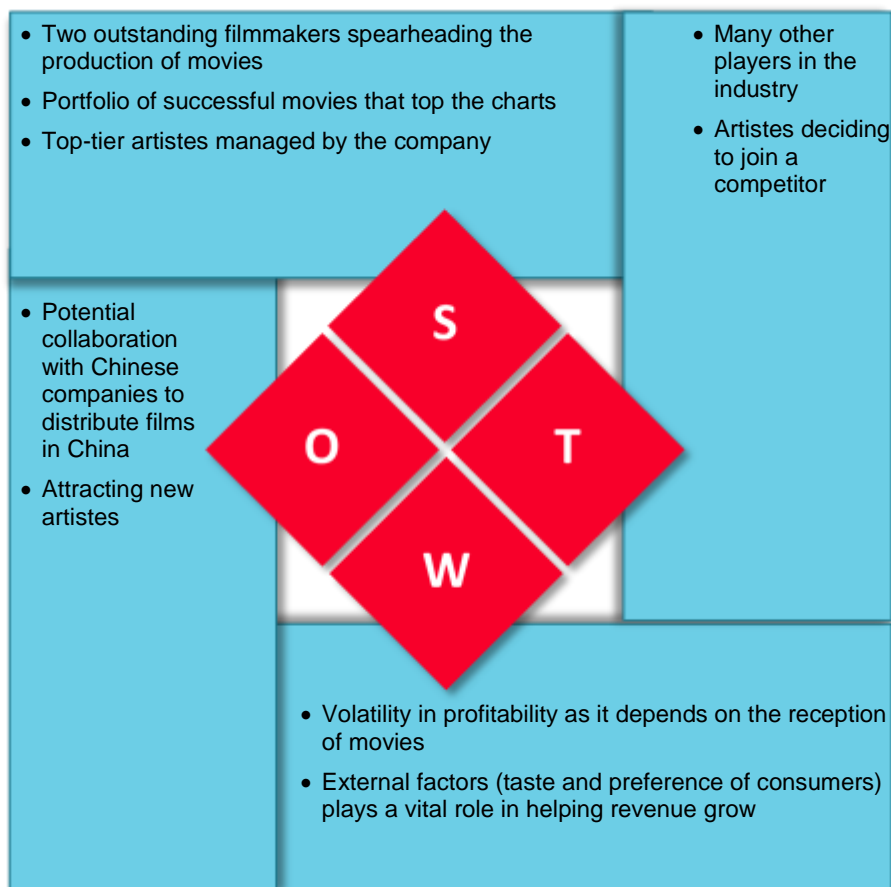 • Two outstanding filmmakers spearheading the
production of movies
• Portfolio of successful movies that top the charts
• Top-tier artistes managed by the company
• Many other
players in the
industry
• Artistes deciding
to join a
competitor
• Potential
collaboration
with Chinese
companies to
distribute films
in China
• Attracting new
artistes
S
O
T
W
• Volatility in profitability as it depends on the reception
of movies
• External factors (taste and preference of consumers)
plays a vital role in helping revenue grow